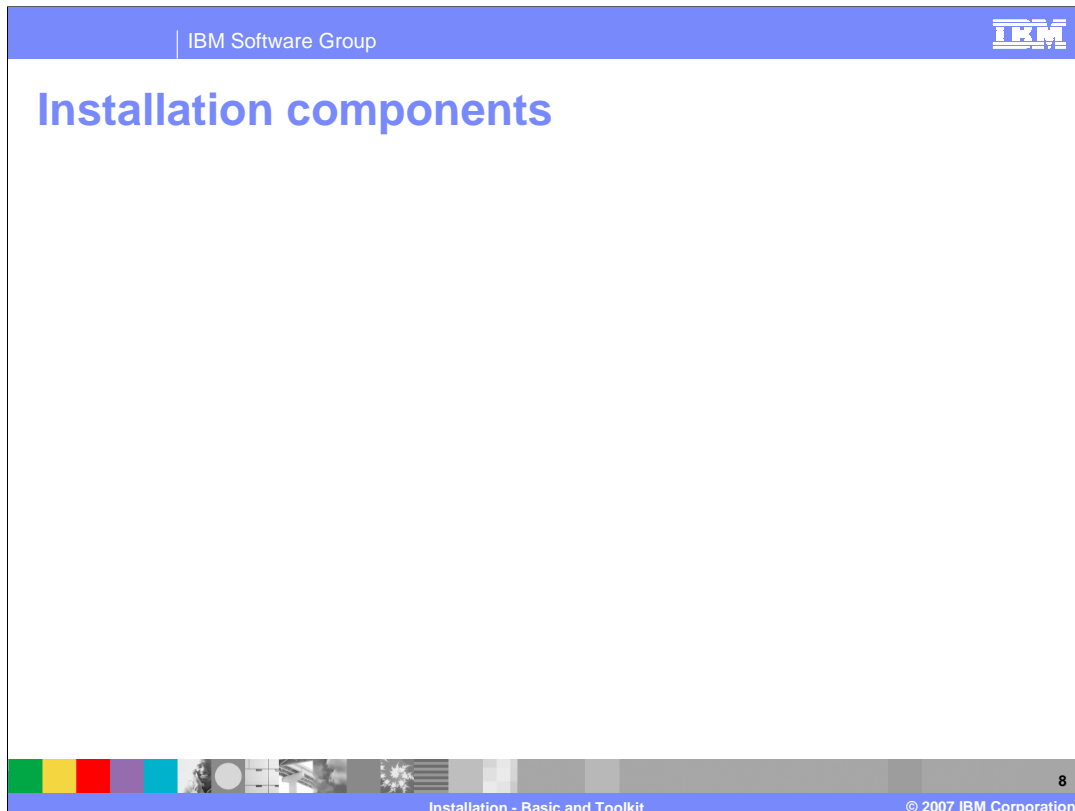 IBM Software Group
IBM
Installation components
8
Installation - Basic and Toolkit
© 2007 IBM Corporation